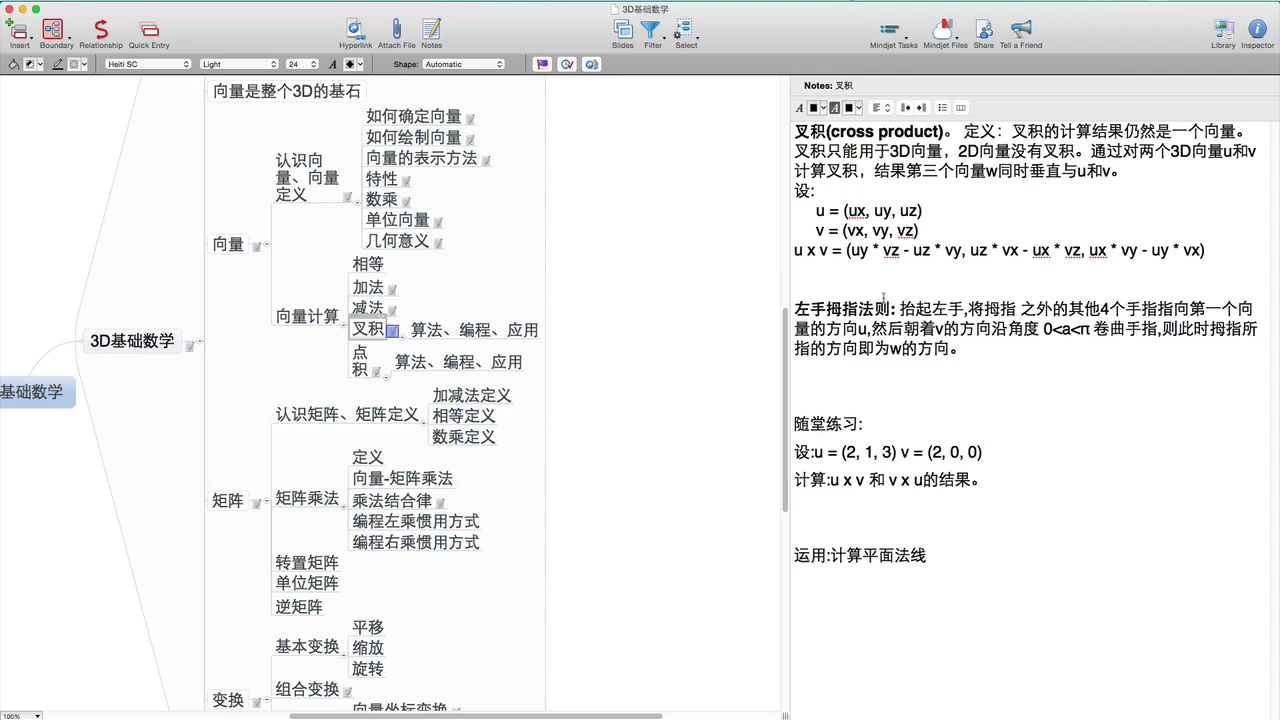 3D基础数学
Insert
Boundary
Relationship
Quick Entry
Hyperlink
Attach File
Notes
Slides
Filter
Select
Mindjet Tasks
Mindjet Files
Share
Tell a Friend
Library
Inspector
Heiti SC
Light
24
Shape:
Automatic
向量是整个3D的基石
如何确定向量
如何绘制向量
向量的表示方法
认识向
量、向量
定义
特性
数乘
单位向量
几何意义
向量
相等
加法
减法
向量计算
叉积
算法、编程、应用
点
积
算法、编程、应用
3D基础数学
基础数学
加减法定义
认识矩阵、矩阵定义
相等定义
数乘定义
定义
向量-矩阵乘法
矩阵
矩阵乘法
乘法结合律
编程左乘惯用方式
编程右乘惯用方式
转置矩阵
单位矩阵
逆矩阵
平移
基本变换
缩放
旋转
组合变换
变换
向量坐标变换
100%
Notes: 叉积
叉积(cross product)。 定义：叉积的计算结果仍然是一个向量。
叉积只能用于3D向量，2D向量没有叉积。通过对两个3D向量u和v
计算叉积，结果第三个向量w同时垂直与u和v。
设:
u = (ux, uy, uz)
v = (vx, vy, vz)
u x v = (uy * vz - uz * vy, uz * vx - ux * vz, ux * vy - uy * vx)
左手拇指法则: 抬起左手,将拇指 之外的其他4个手指指向第一个向
量的方向u,然后朝着v的方向沿角度 0<a<π 卷曲手指,则此时拇指所
指的方向即为w的方向。
随堂练习:
设:u = (2, 1, 3) v = (2, 0, 0)
计算:u x v 和 v x u的结果。
运用:计算平面法线